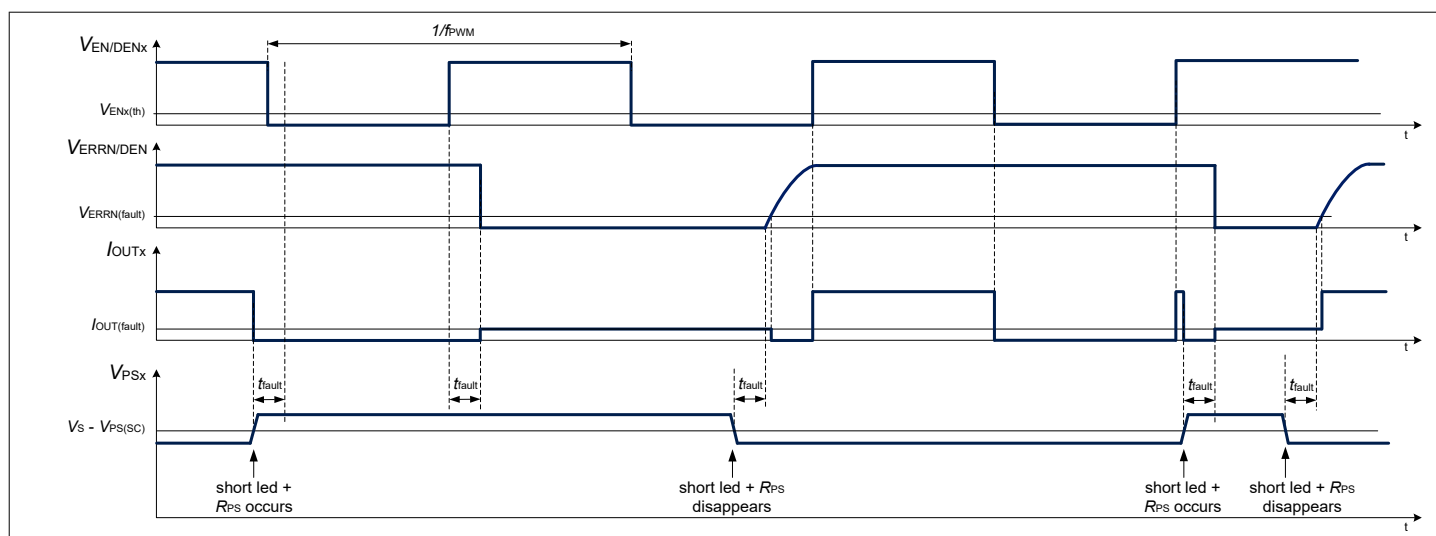 1/fPWM
VEN/DENx
VENx(th)
t
VERRN/DEN
VERRN(fault)
t
IOUTx
IOUT(fault)
t
VPSx
tfault
tfault
tfault
tfault
tfault
VS - VPS(SC)
short led +
RPS occurs
short led + RPS
disappears
short led +
RPS occurs
short led + RPS
disappears
t